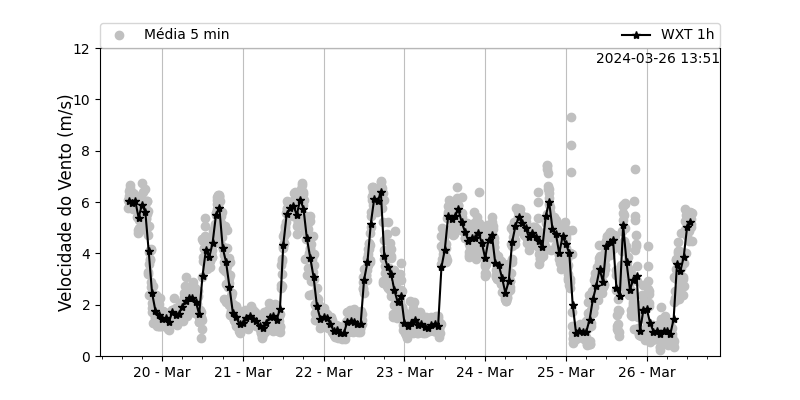 Média 5 min
WXT 1h
2024-03-26 13:51
Velocidade do Vento (m/s)
12
10
8
6
4
2
0
20 - Mar
21 - Mar
22 - Mar
23 - Mar
24 - Mar
25 - Mar
26 - Mar